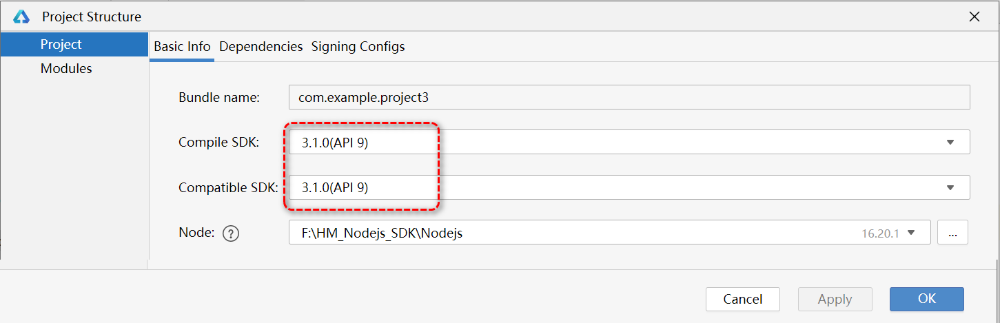 Project Structure
Project
Modules
Basic Info Dependencies Signing Configs
Bundle name: com.example.project3
Compile SDK: 3.1.0(API 9)
Compatible SDK: 3.1.0(API 9)
Node: ? F:\HM_Nodejs_SDK\Nodejs 16.20.1 ...
Cancel Apply OK